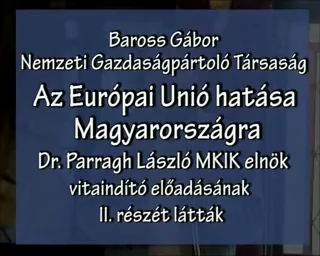 Baross Gábor
Nemzeti Gazdaságpártoló Társaság
Az Európai Unió hatása
Magyarországra
Dr. Parragh László MKIK elnök
vitaindító előadásának
II. részét látták